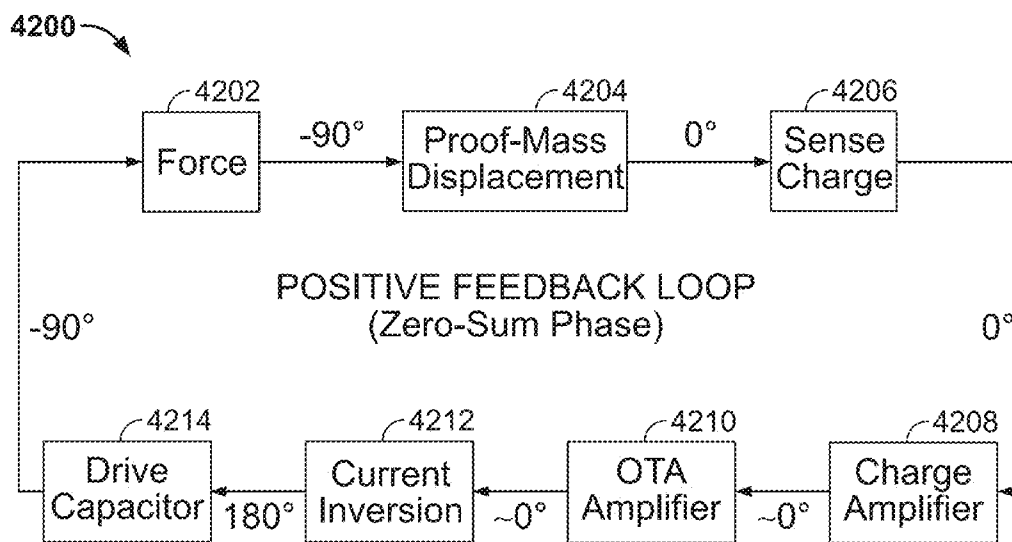 4200
4202
4204
4206
Force
-90°
Proof-Mass
Displacement
0°
Sense
Charge
POSITIVE FEEDBACK LOOP
(Zero-Sum Phase)
-90°
0°
4214
4212
4210
4208
Drive
Capacitor
180°
Current
Inversion
~0°
OTA
Amplifier
~0°
Charge
Amplifier